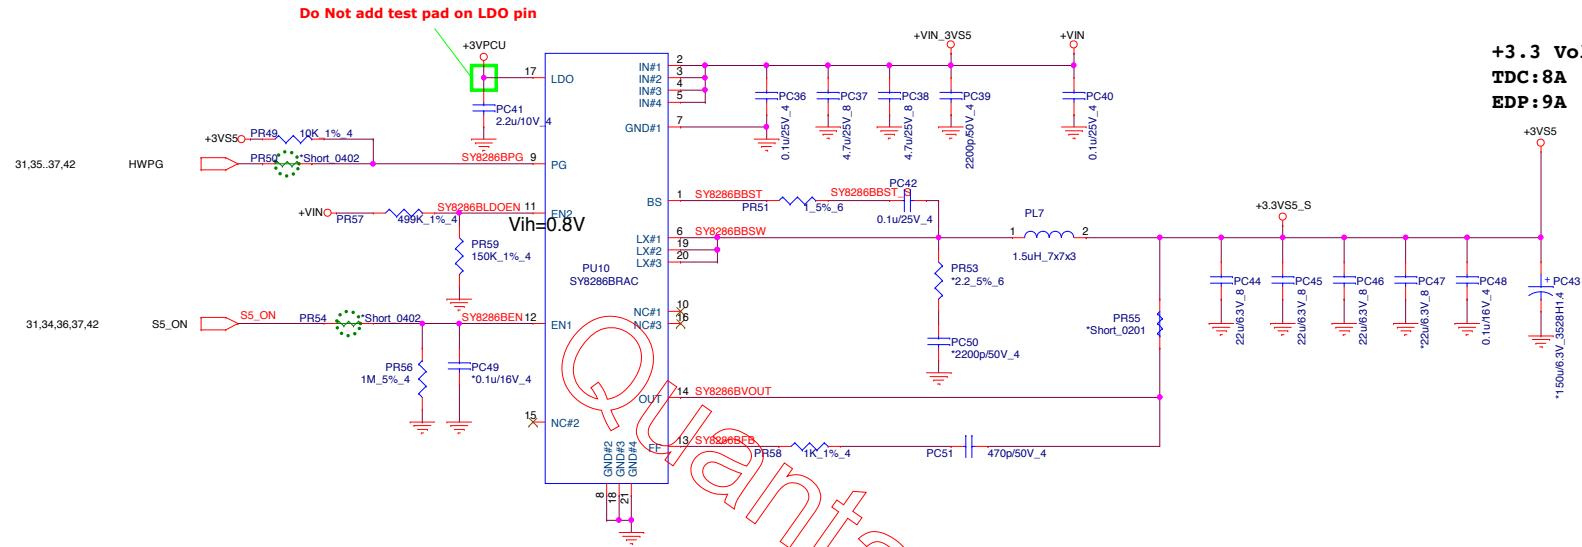 Do Not add test pad on LDO pin
+3VPCU
+VIN_3VS5
+VIN
+3.3 Vo
TDC:8A
EDP:9A
17
LDO
PC41
2.2u/10V_4
2
3
4
5
IN#1
IN#2
IN#3
IN#4
7
GND#1
PC36
0.1u/25V_4
PC37
4.7u/25V_8
PC38
4.7u/25V_8
PC39
2200p/50V_4
PC40
0.1u/25V_4
+3VS5
PR49
10K_1%_4
31,35..37,42
HWPG
PR50
*Short_0402
SY8286BPG
9
PG
+VIN
PR57
499K_1%_4
SY8286BLDOEN
11
EN2
Vih=0.8V
PR59
150K_1%_4
1
BS
SY8286BBST
PR51
1_5%_6
SY8286BBST_S
PC42
0.1u/25V_4
6
19
20
LX#1
LX#2
LX#3
SY8286BBSW
PL7
1
2
1.5uH_7x7x3
PU10
SY8286BRAC
PR53
*2.2_5%_6
PC50
*2200p/50V_4
+3.3VS5_S
+3VS5
PC44
22u/6.3V_8
PC45
22u/6.3V_8
PC46
22u/6.3V_8
PC47
*22u/6.3V_8
PC48
0.1u/16V_4
+
PC43
*150u/6.3V_3528H1.4
31,34,36,37,42
S5_ON
S5_ON
PR54
*Short_0402
SY8286BEN
12
EN1
PR56
1M_5%_4
PC49
*0.1u/16V_4
10
NC#1
16
NC#3
PR55
*Short_0201
15
NC#2
14
OUT
SY8286BVOUT
13
FF
SY8286BFB
PR58
1K_1%_4
PC51
470p/50V_4
GND#2
GND#3
GND#4
8
18
21
Quanta